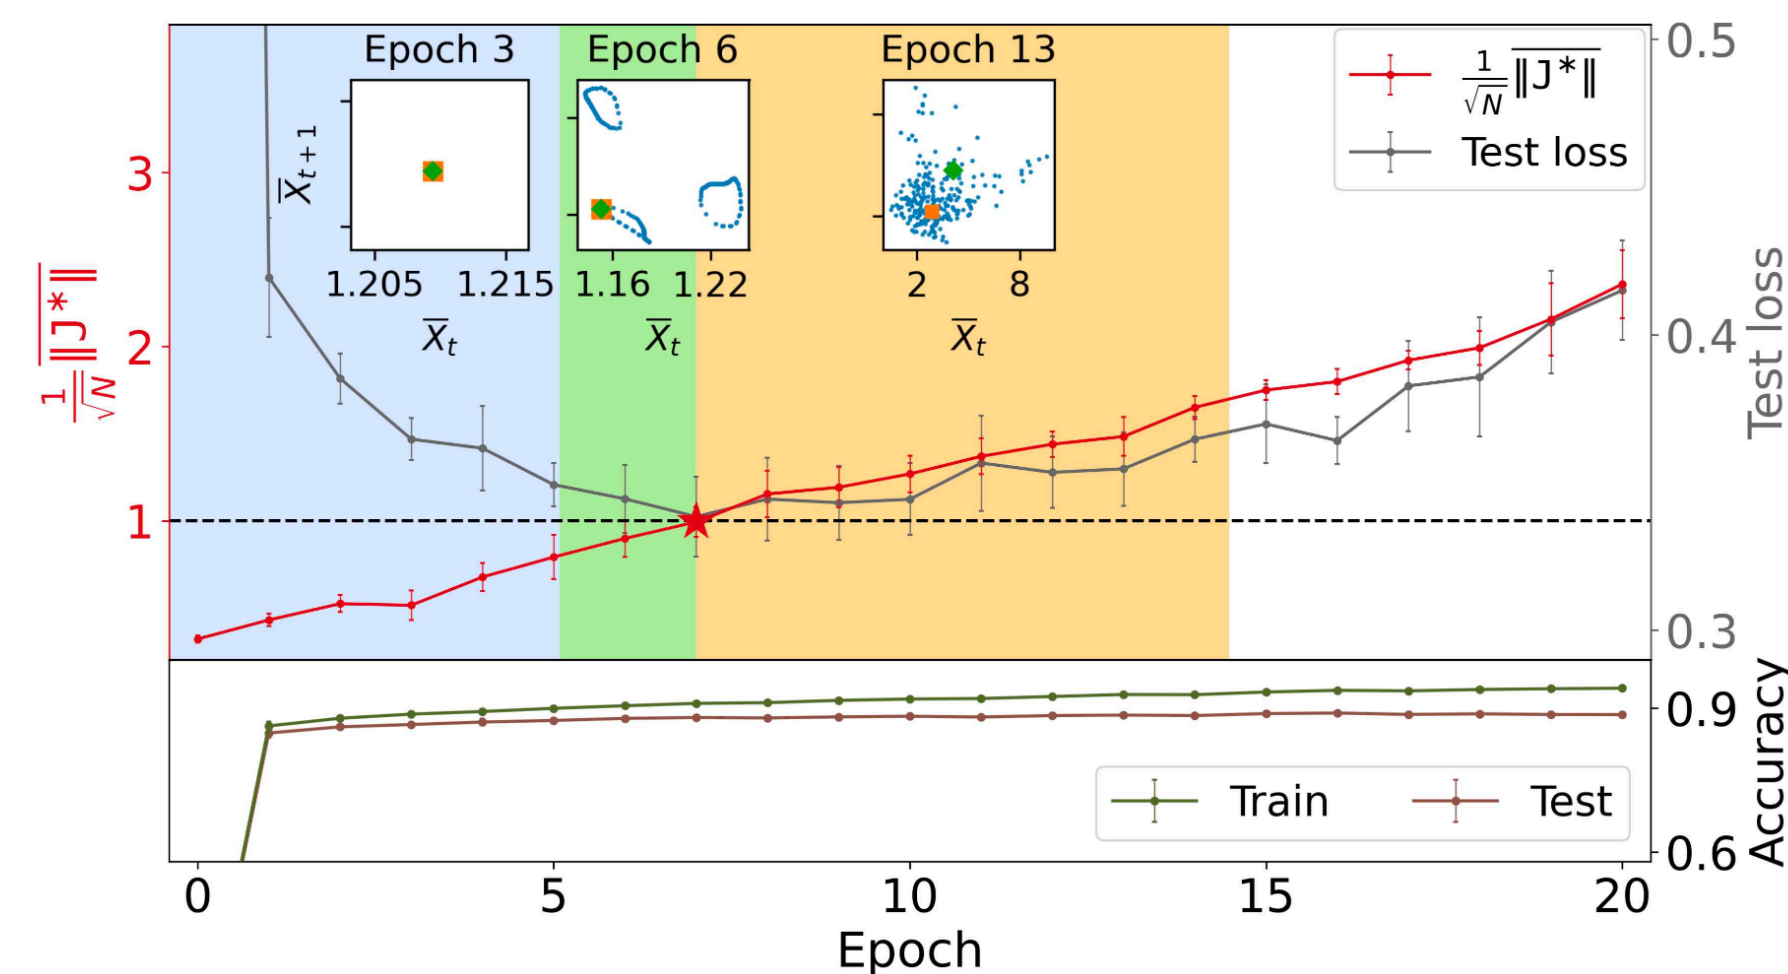 Epoch 3 Epoch 6 Epoch 13
0.5
1/√N ‖J*‖
Test loss
X̅ₜ₊₁
3
1.205 1.215 1.16 1.22 2 8
X̅ₜ X̅ₜ X̅ₜ
1/√N ‖J*‖
2
0.4
Test loss
1
0.3
0.9
Train Test
Accuracy
0.6
0 5 10 15 20
Epoch